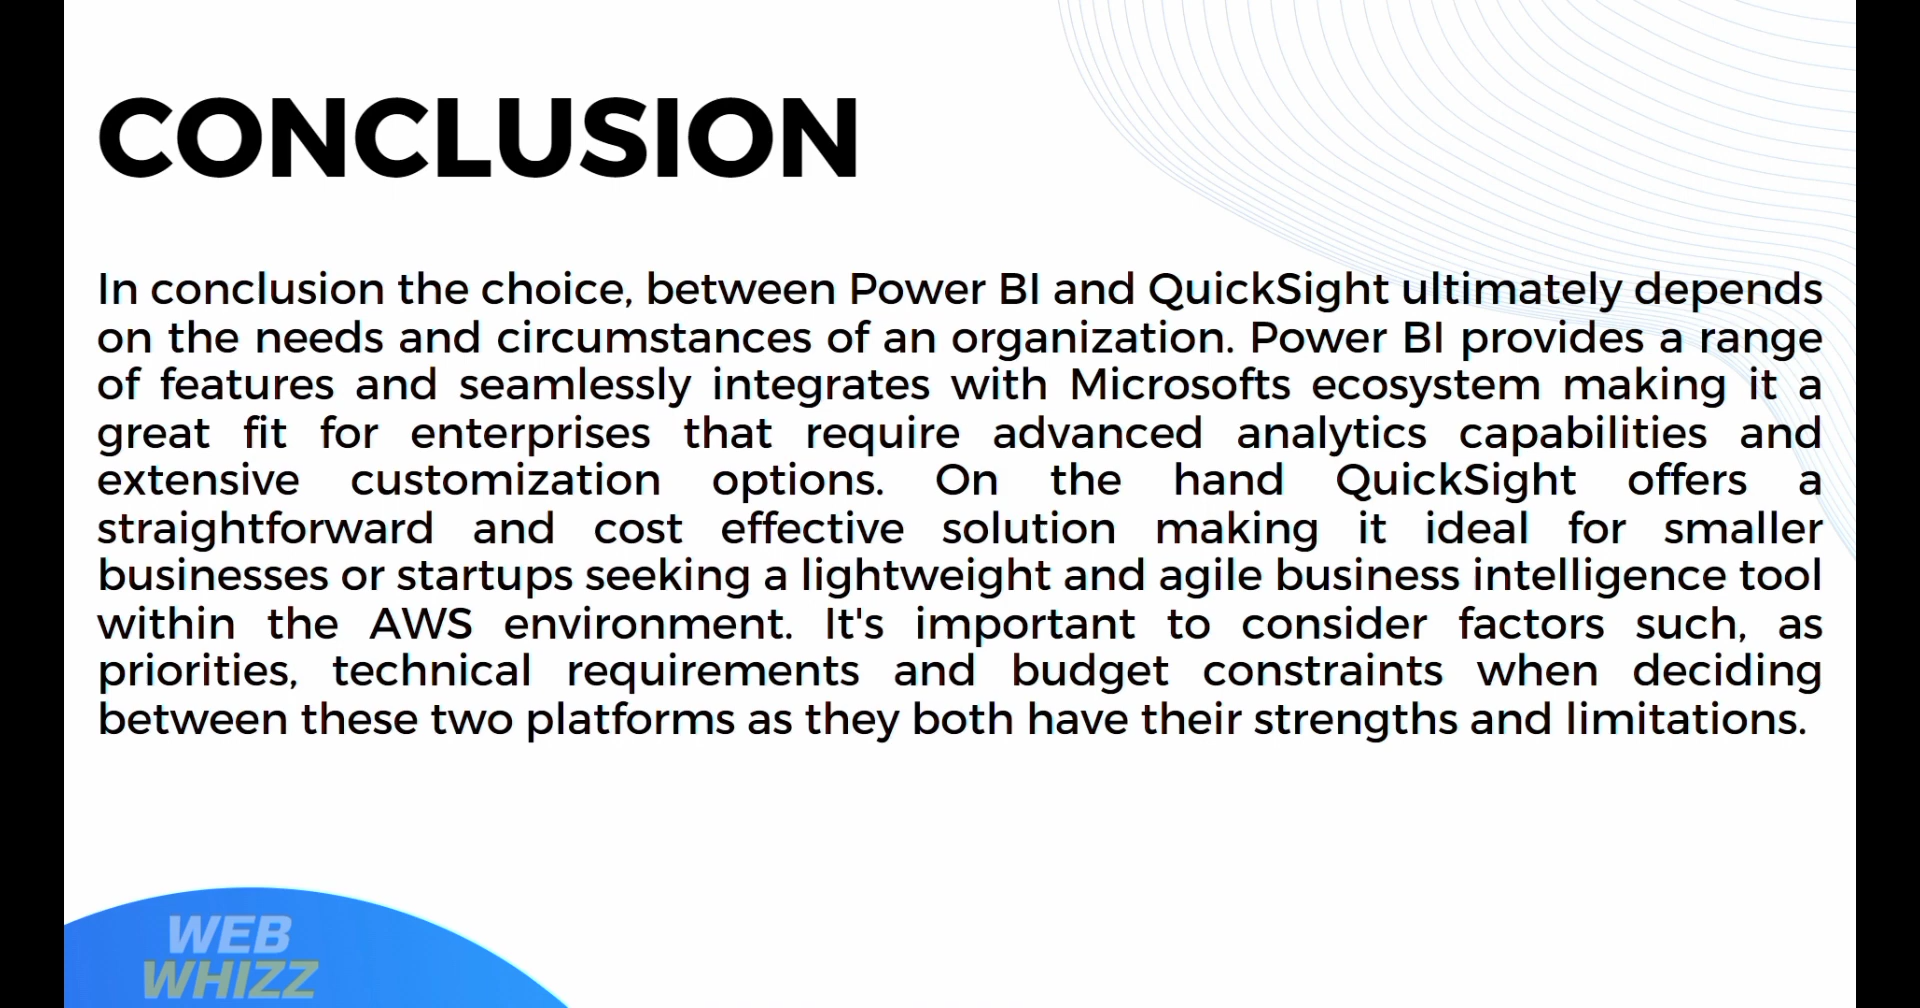 CONCLUSION
In conclusion the choice, between Power BI and QuickSight ultimately depends
on the needs and circumstances of an organization. Power BI provides a range
of features and seamlessly integrates with Microsofts ecosystem making it a
great fit for enterprises that require advanced analytics capabilities and
extensive customization options. On the hand QuickSight offers a
straightforward and cost effective solution making it ideal for smaller
businesses or startups seeking a lightweight and agile business intelligence tool
within the AWS environment. It's important to consider factors such, as
priorities, technical requirements and budget constraints when deciding
between these two platforms as they both have their strengths and limitations.
WEB
WHIZZ